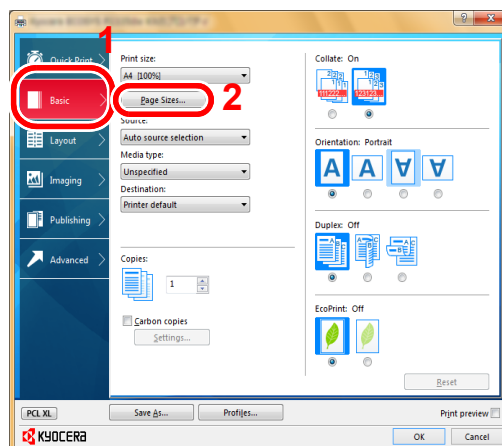 1
Quick Print
Basic
Layout
Imaging
Publishing
Advanced
Print size:
A4 [100%]
Page Sizes...
2
Source:
Auto source selection
Media type:
Unspecified
Destination:
Printer default
Copies:
1
Carbon copies
Settings...
Collate: On
111222
123123
Orientation: Portrait
A A A A
Duplex: Off
EcoPrint: Off
Reset
PCL XL
Save As...
Profiles...
Print preview
KYOCERA
OK
Cancel